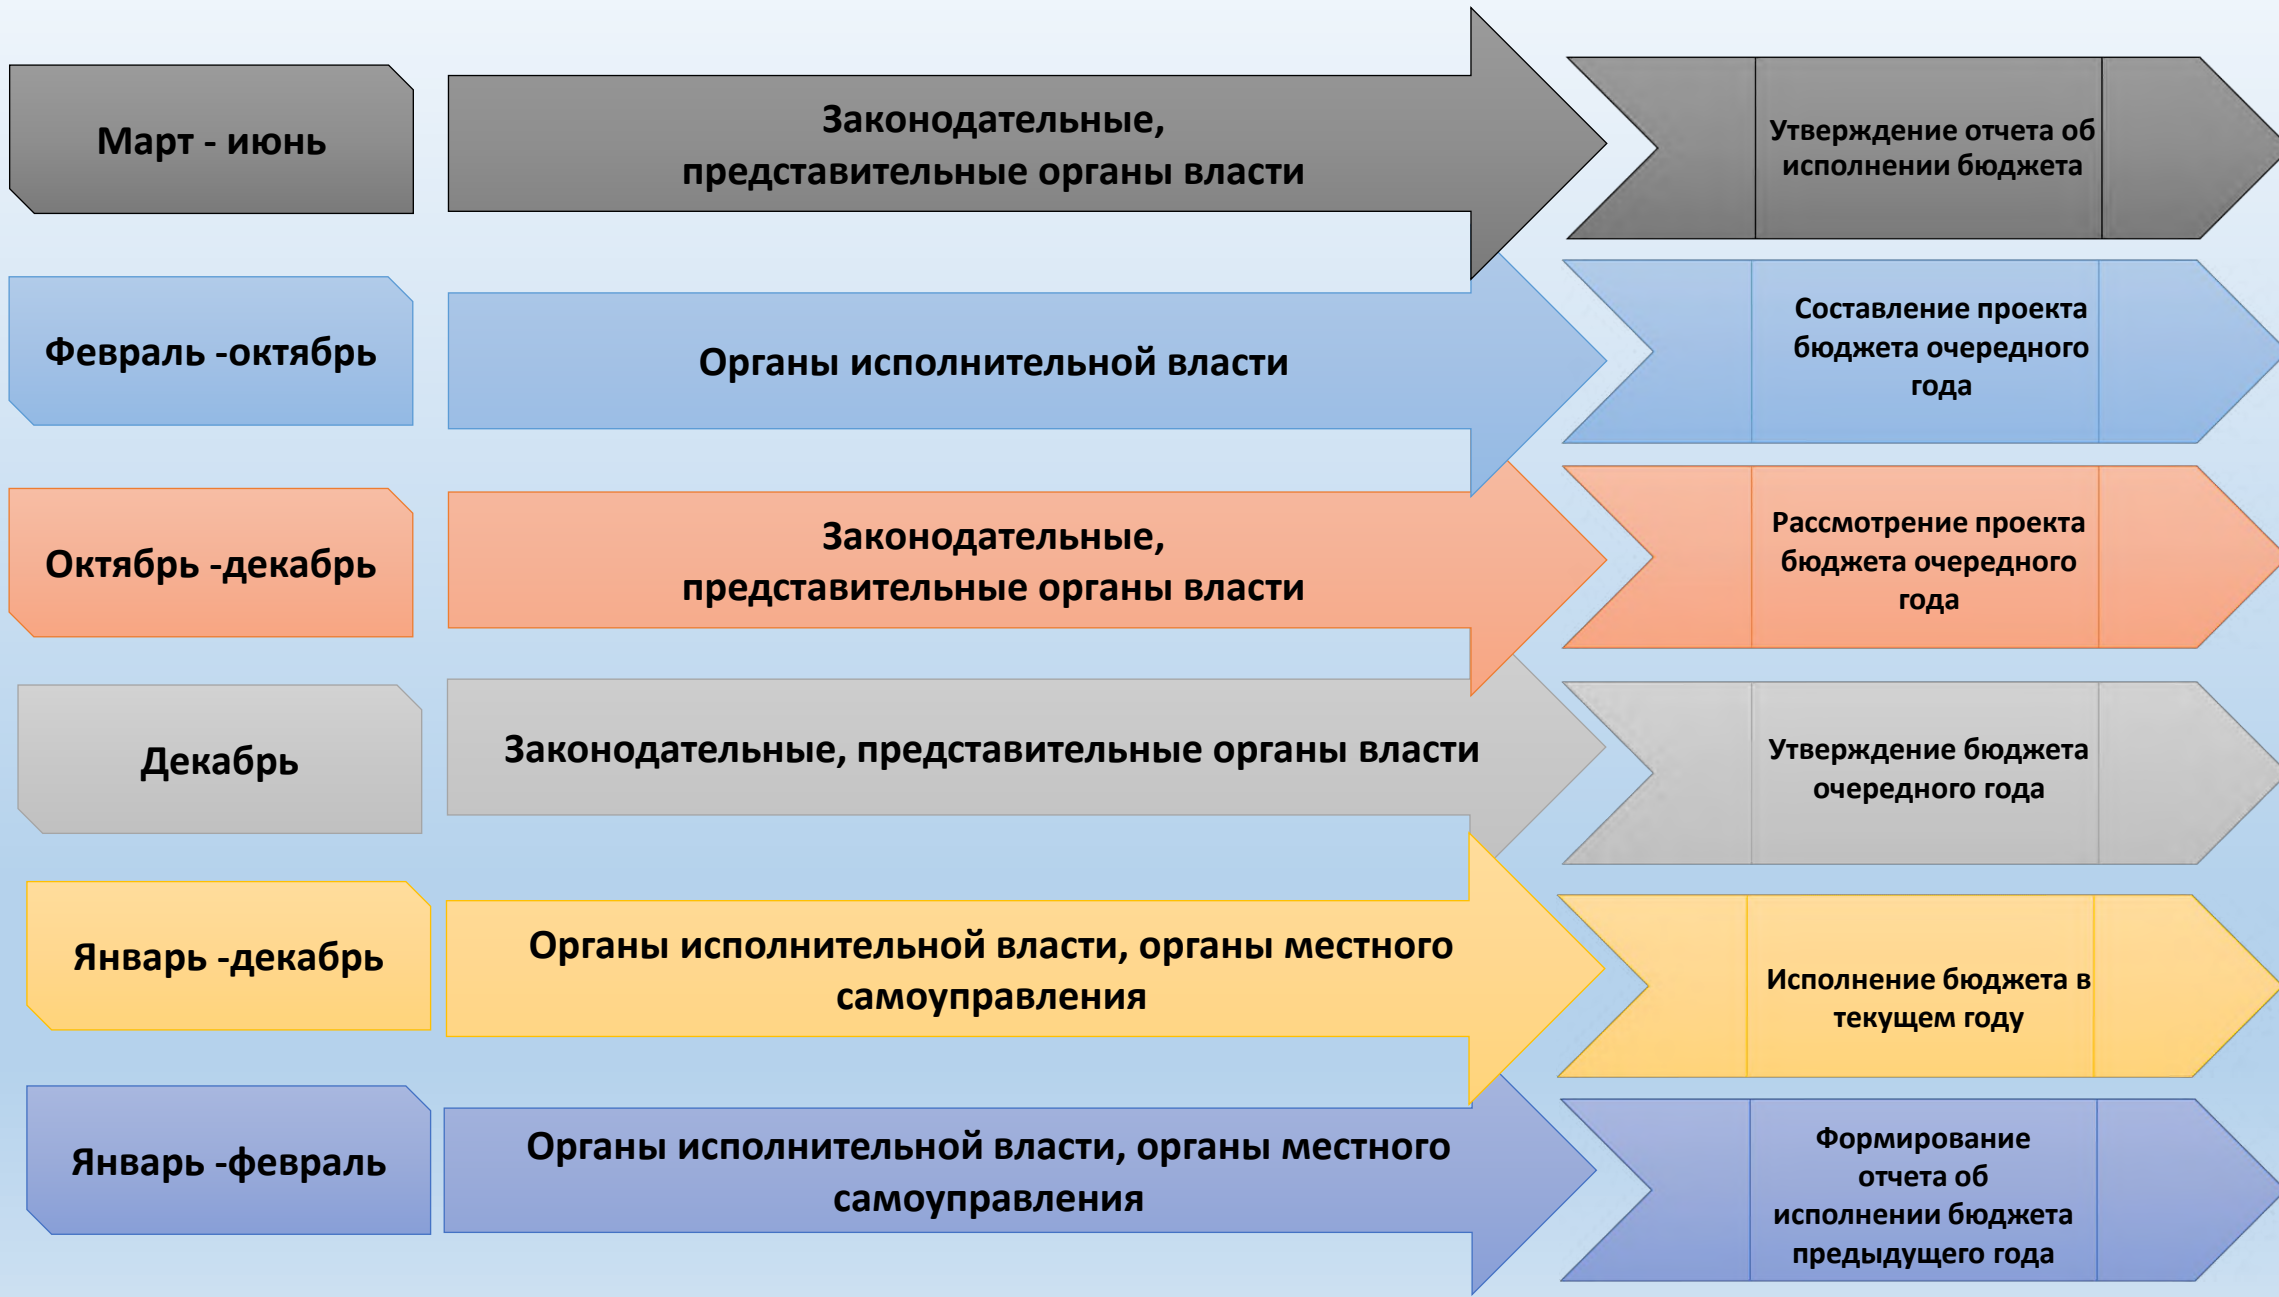 Март - июнь
Законодательные,
представительные органы власти
Утверждение отчета об
исполнении бюджета
Февраль -октябрь
Органы исполнительной власти
Составление проекта
бюджета очередного
года
Октябрь -декабрь
Законодательные,
представительные органы власти
Рассмотрение проекта
бюджета очередного
года
Декабрь
Законодательные, представительные органы власти
Утверждение бюджета
очередного года
Январь -декабрь
Органы исполнительной власти, органы местного
самоуправления
Исполнение бюджета в
текущем году
Январь -февраль
Органы исполнительной власти, органы местного
самоуправления
Формирование
отчета об
исполнении бюджета
предыдущего года